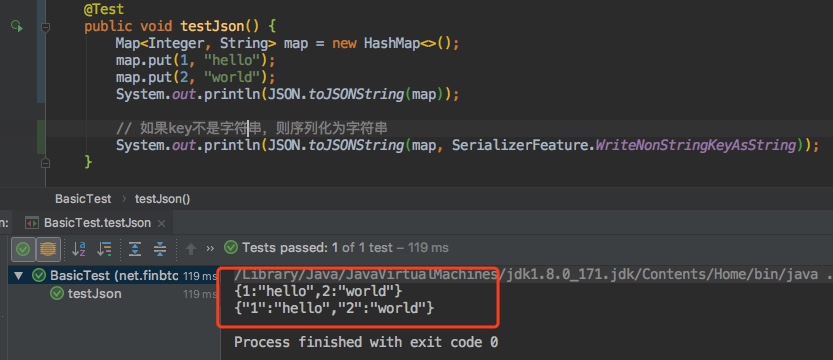 @Test
public void testJson() {
Map<Integer, String> map = new HashMap<>();
map.put(1, "hello");
map.put(2, "world");
System.out.println(JSON.toJSONString(map));
// 如果key不是字符串，则序列化为字符串
System.out.println(JSON.toJSONString(map, SerializerFeature.WriteNonStringKeyAsString));
}
BasicTest › testJson()
n: BasicTest.testJson ×
» Tests passed: 1 of 1 test – 119 ms
BasicTest (net.finbtc 119 ms
/Library/Java/JavaVirtualMachines/jdk1.8.0_171.jdk/Contents/Home/bin/java .
testJson 119 ms
{1:"hello",2:"world"}
{"1":"hello","2":"world"}
Process finished with exit code 0